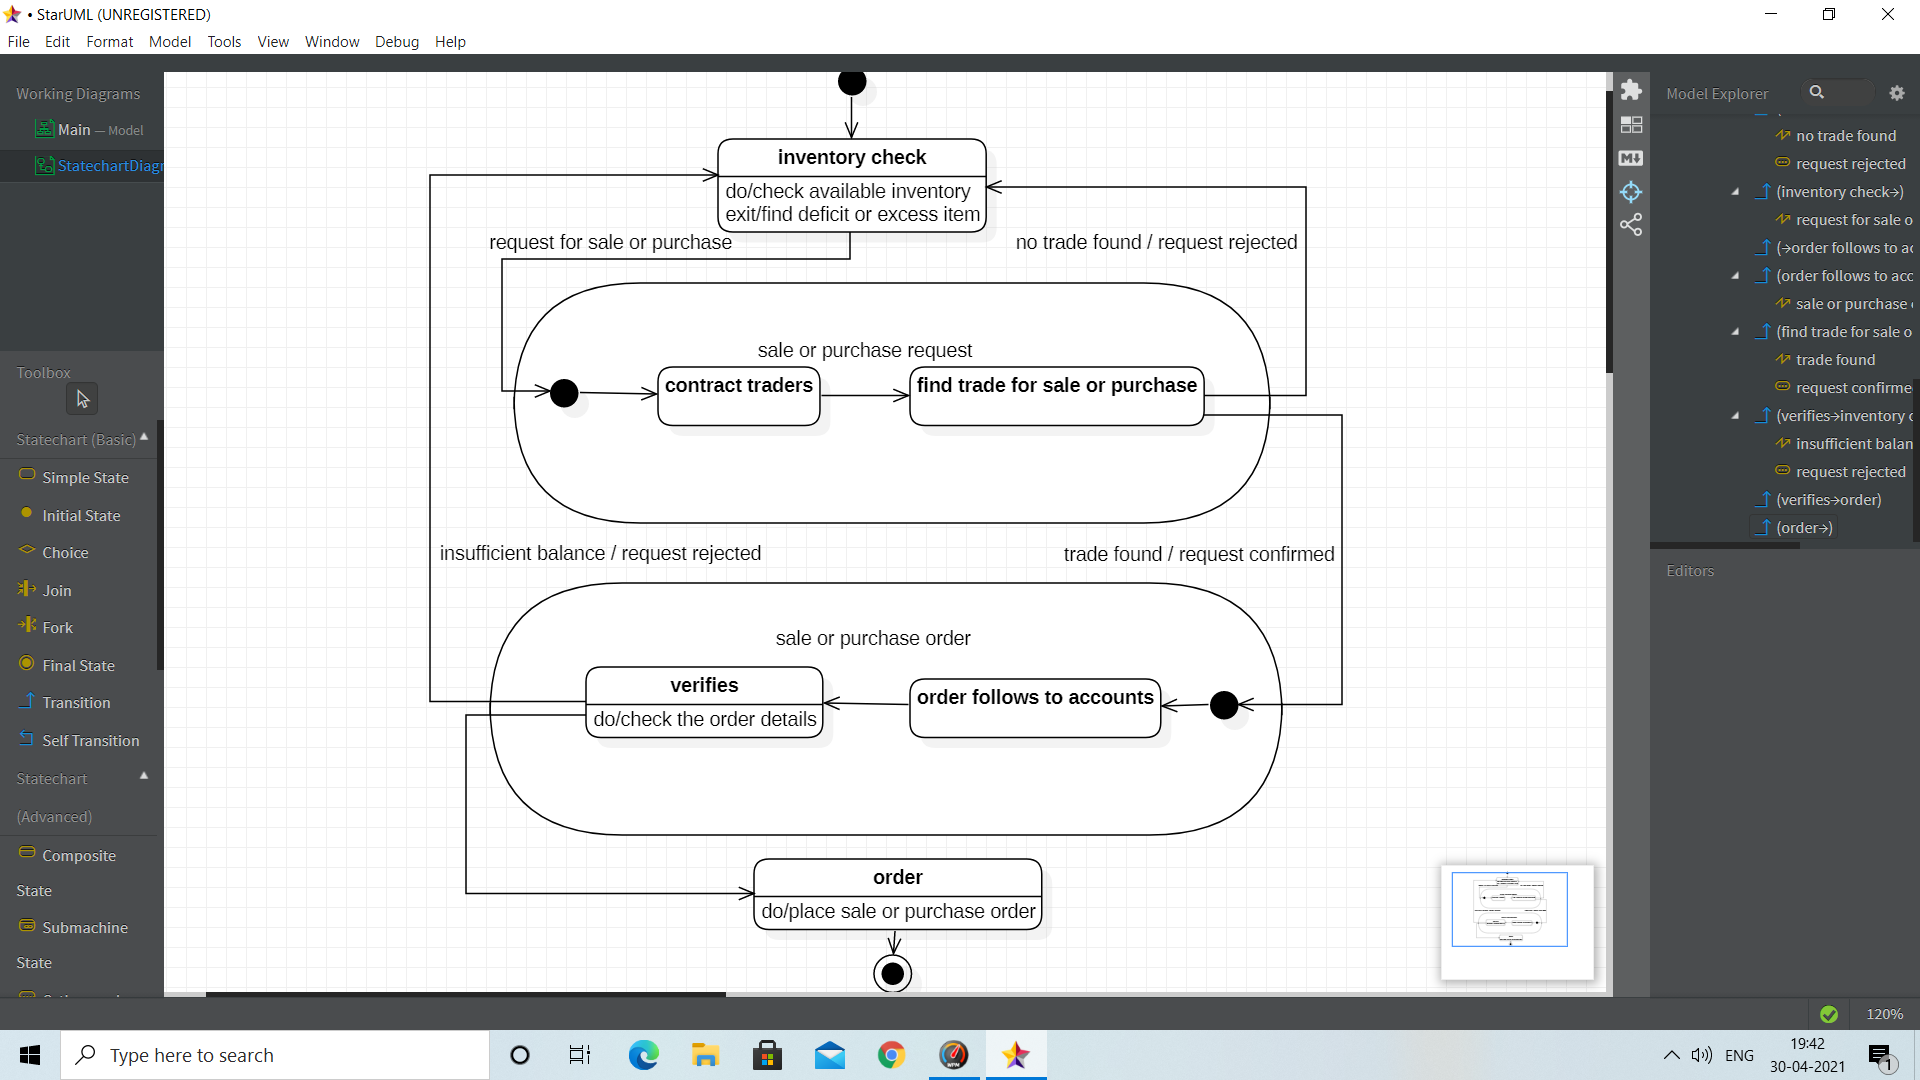 • StarUML (UNREGISTERED)
File Edit Format Model Tools View Window Debug Help
Working Diagrams
Main — Model
StatechartDiagr
Toolbox
Statechart (Basic)
Simple State
Initial State
Choice
Join
Fork
Final State
Transition
Self Transition
Statechart
(Advanced)
Composite
State
Submachine
State
inventory check
do/check available inventory
exit/find deficit or excess item
request for sale or purchase
no trade found / request rejected
sale or purchase request
contract traders
find trade for sale or purchase
insufficient balance / request rejected
trade found / request confirmed
sale or purchase order
verifies
do/check the order details
order follows to accounts
order
do/place sale or purchase order
Model Explorer
no trade found
request rejected
(inventory check→)
request for sale o
(→order follows to ac
(order follows to acc
sale or purchase
(find trade for sale o
trade found
request confirme
(verifies→inventory c
insufficient balan
request rejected
(verifies→order)
(order→)
Editors
120%
Type here to search
ENG
19:42
30-04-2021
1